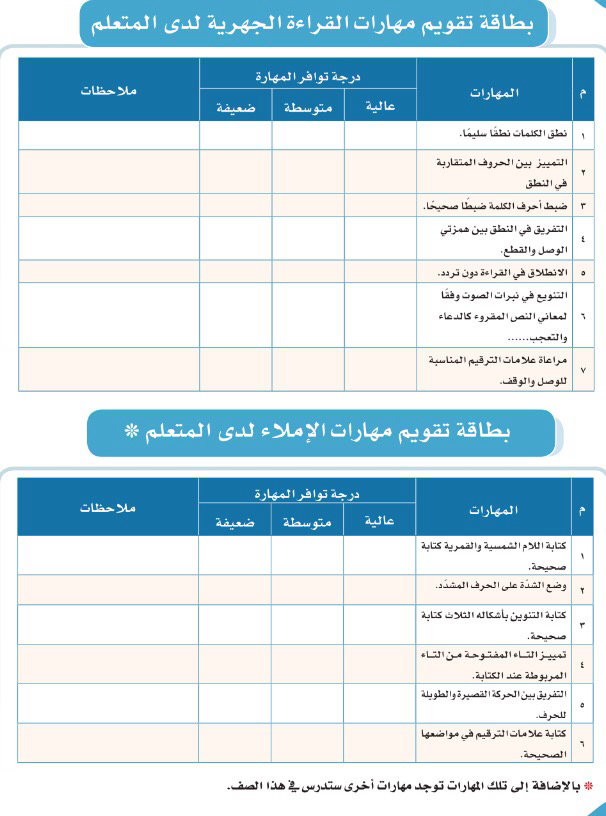 بطاقة تقويم مهارات القراءة الجهرية لدى المتعلم
م
المهارات
درجة توافر المهارة
ملاحظات
عالية
متوسطة
ضعيفة
١
نطق الكلمات نطقًا سليمًا.
٢
التمييز بين الحروف المتقاربة
في النطق
٣
ضبط أحرف الكلمة ضبطًا صحيحًا.
٤
التفريق في النطق بين همزتي
الوصل والقطع.
٥
الانطلاق في القراءة دون تردد.
٦
التنويع في نبرات الصوت وفقًا
لمعاني النص المقروء كالدعاء
والتعجب......
٧
مراعاة علامات الترقيم المناسبة
للوصل والوقف.
بطاقة تقويم مهارات الإملاء لدى المتعلم *
م
المهارات
درجة توافر المهارة
ملاحظات
عالية
متوسطة
ضعيفة
١
كتابة اللام الشمسية والقمرية كتابة
صحيحة.
٢
وضع الشدّة على الحرف المشدّد.
٣
كتابة التنوين بأشكاله الثلاث كتابة
صحيحة.
٤
تمييز التاء المفتوحة من التاء
المربوطة عند الكتابة.
٥
التفريق بين الحركة القصيرة والطويلة
للحرف.
٦
كتابة علامات الترقيم في مواضعها
الصحيحة.
* بالإضافة إلى تلك المهارات توجد مهارات أخرى ستدرس في هذا الصف.